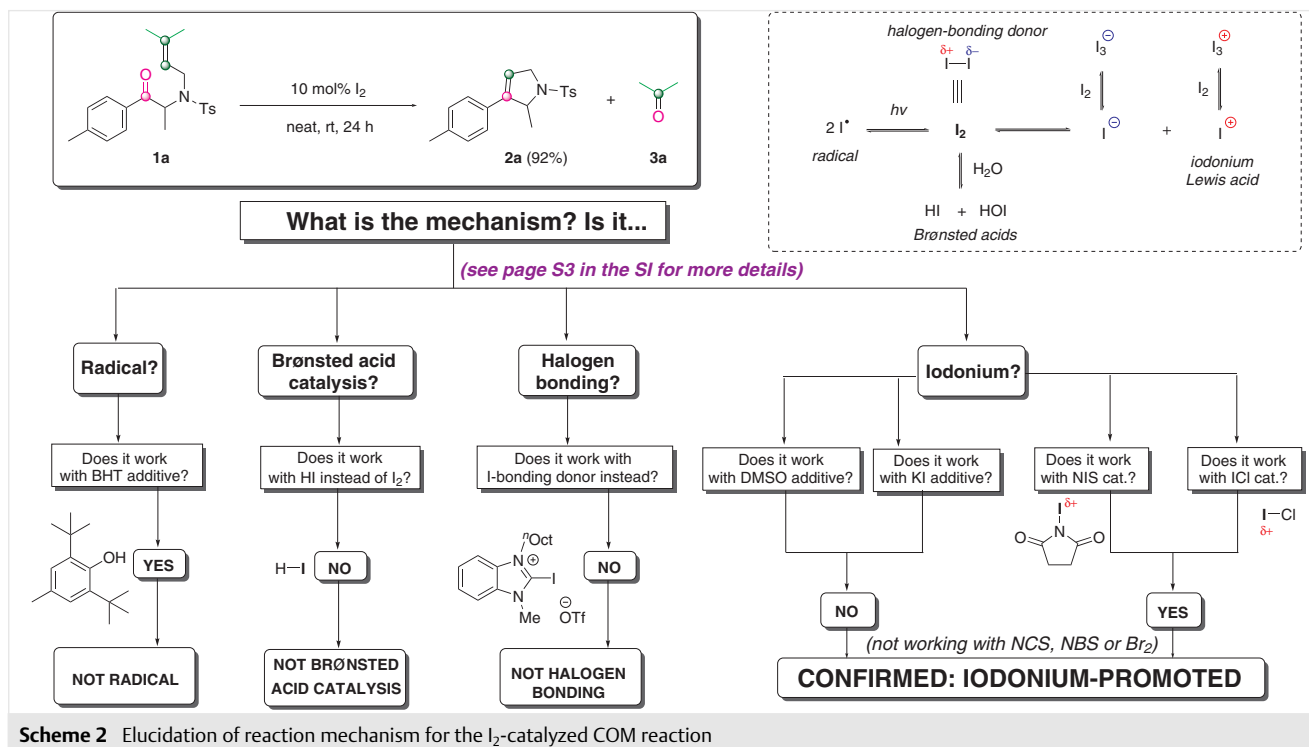 O
N
Ts
1a
10 mol% I₂
neat, rt, 24 h
N
Ts
2a (92%)
+
O
3a
halogen-bonding donor
δ+ δ−
I—I
2 I•
radical
hν
I₂
H₂O
HI + HOI
Brønsted acids
I₃⊖
I₂
I⊖
+
I₃⊕
I₂
I⊕
iodonium
Lewis acid
What is the mechanism? Is it...
(see page S3 in the SI for more details)
Radical?
Brønsted acid
catalysis?
Halogen
bonding?
Iodonium?
Does it work
with BHT additive?
Does it work
with HI instead of I₂?
Does it work with
I-bonding donor instead?
Does it work
with DMSO additive?
Does it work
with KI additive?
Does it work
with NIS cat.?
Does it work
with ICl cat.?
OH
YES
H—I
NO
ⁿOct
N
⊕
I
N
Me
⊖
OTf
NO
I δ+
N
O O
I—Cl
δ+
NO
YES
(not working with NCS, NBS or Br₂)
NOT RADICAL
NOT BRØNSTED
ACID CATALYSIS
NOT HALOGEN
BONDING
CONFIRMED: IODONIUM-PROMOTED
Scheme 2 Elucidation of reaction mechanism for the I₂-catalyzed COM reaction